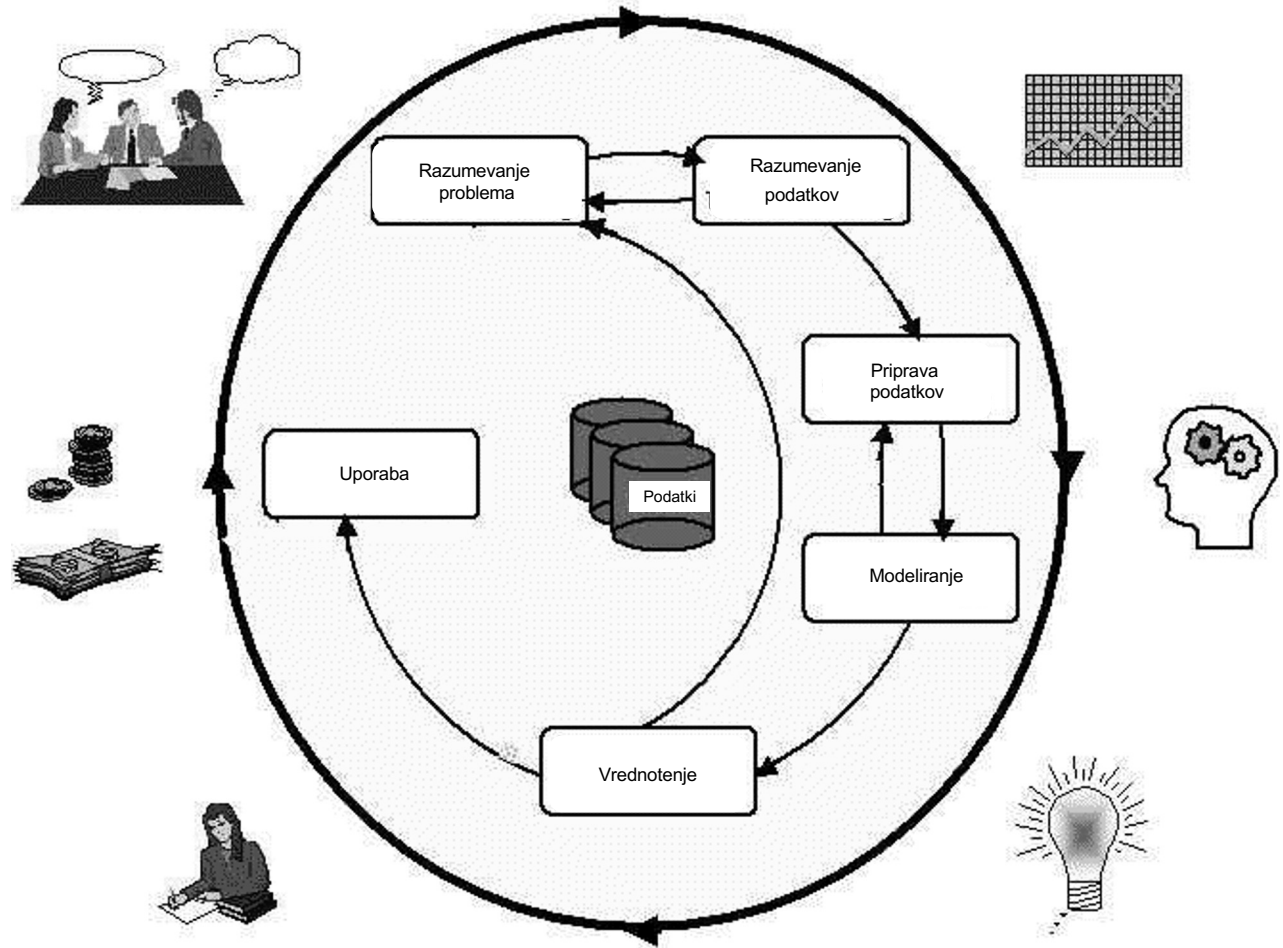 Razumevanje
problema
Razumevanje
podatkov
Priprava
podatkov
Uporaba
Podatki
Modeliranje
Vrednotenje